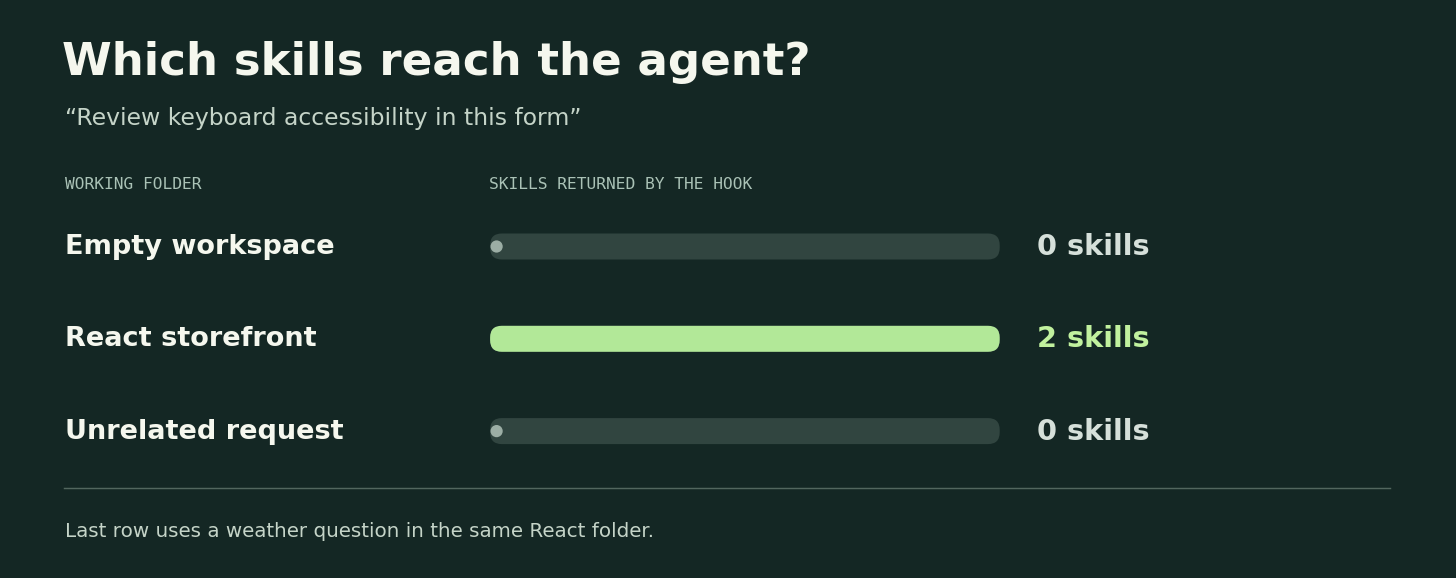 Which skills reach the agent?
“Review keyboard accessibility in this form”
WORKING FOLDER SKILLS RETURNED BY THE HOOK
Empty workspace 0 skills
React storefront 2 skills
Unrelated request 0 skills
Last row uses a weather question in the same React folder.